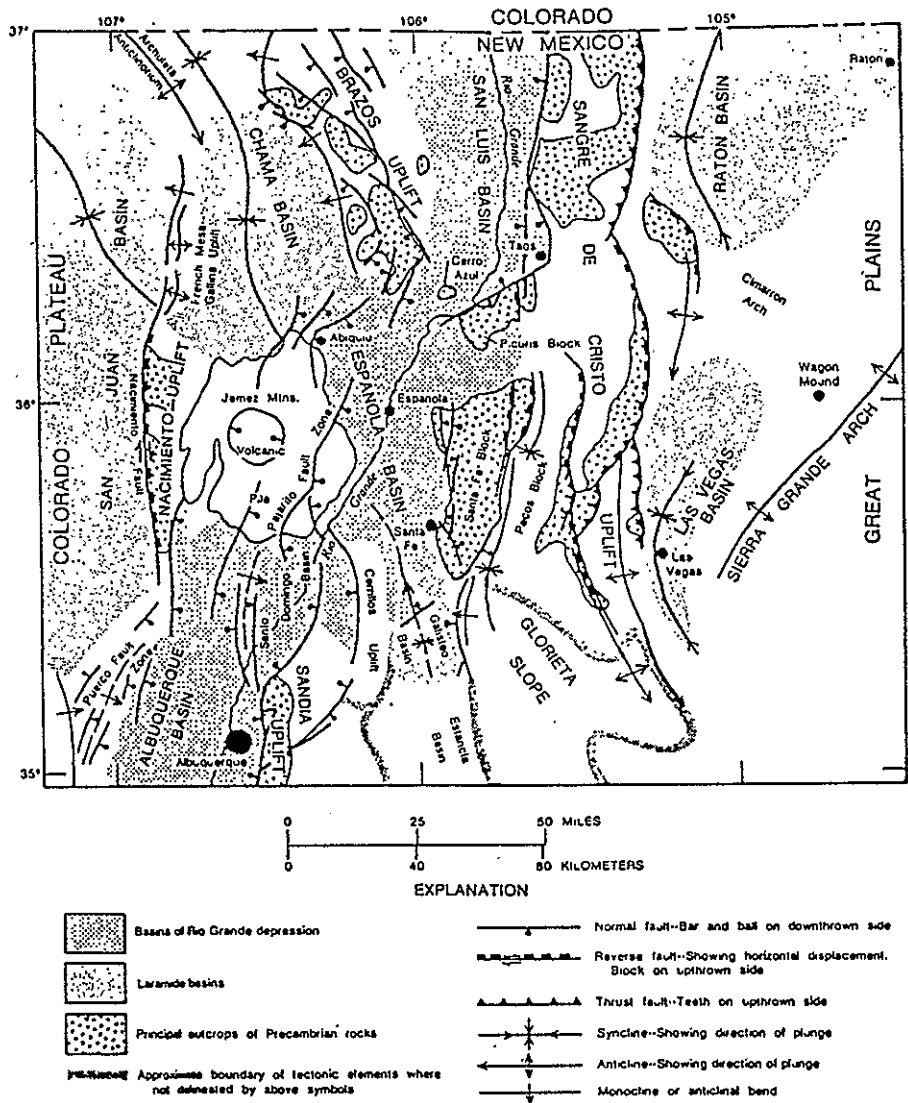 107°
106°
COLORADO
105°
37°
NEW MEXICO
Archuleta
Anticlinorium
Raton
BRAZOS
UPLIFT
CHAMA
BASIN
Rio
Grande
SAN LUIS BASIN
SANGRE
DE
CRISTO
UPLIFT
RATON BASIN
BASIN
SAN JUAN
PLATEAU
COLORADO
French Mesa-
Gallina Uplift
Taos
Cerro
Azul
Cimarron
Arch
PLAINS
GREAT
Abiquiu
Picuris Block
ESPANOLA
BASIN
Espanola
36°
Nacimiento Fault
NACIMIENTO UPLIFT
Jemez Mtns.
Volcanic
Pile
Pajarito Fault Zone
Rio Grande
Santa Fe Block
Pecos Block
Santa
Fe
Wagon
Mound
SIERRA GRANDE ARCH
LAS VEGAS
BASIN
Las
Vegas
Santo
Domingo
Basin
Cerrillos
Uplift
Galisteo
Basin
GLORIETA
SLOPE
Puerco Fault
Zone
ALBUQUERQUE
BASIN
SANDIA
UPLIFT
Estancia
Basin
Albuquerque
35°
0 25 50 MILES
0 40 80 KILOMETERS
EXPLANATION
Basins of Rio Grande depression
Laramide basins
Principal outcrops of Precambrian rocks
Approximate boundary of tectonic elements where
not delineated by above symbols
Normal fault--Bar and ball on downthrown side
Reverse fault--Showing horizontal displacement.
Block on upthrown side
Thrust fault--Teeth on upthrown side
Syncline--Showing direction of plunge
Anticline--Showing direction of plunge
Monocline or anticlinal bend